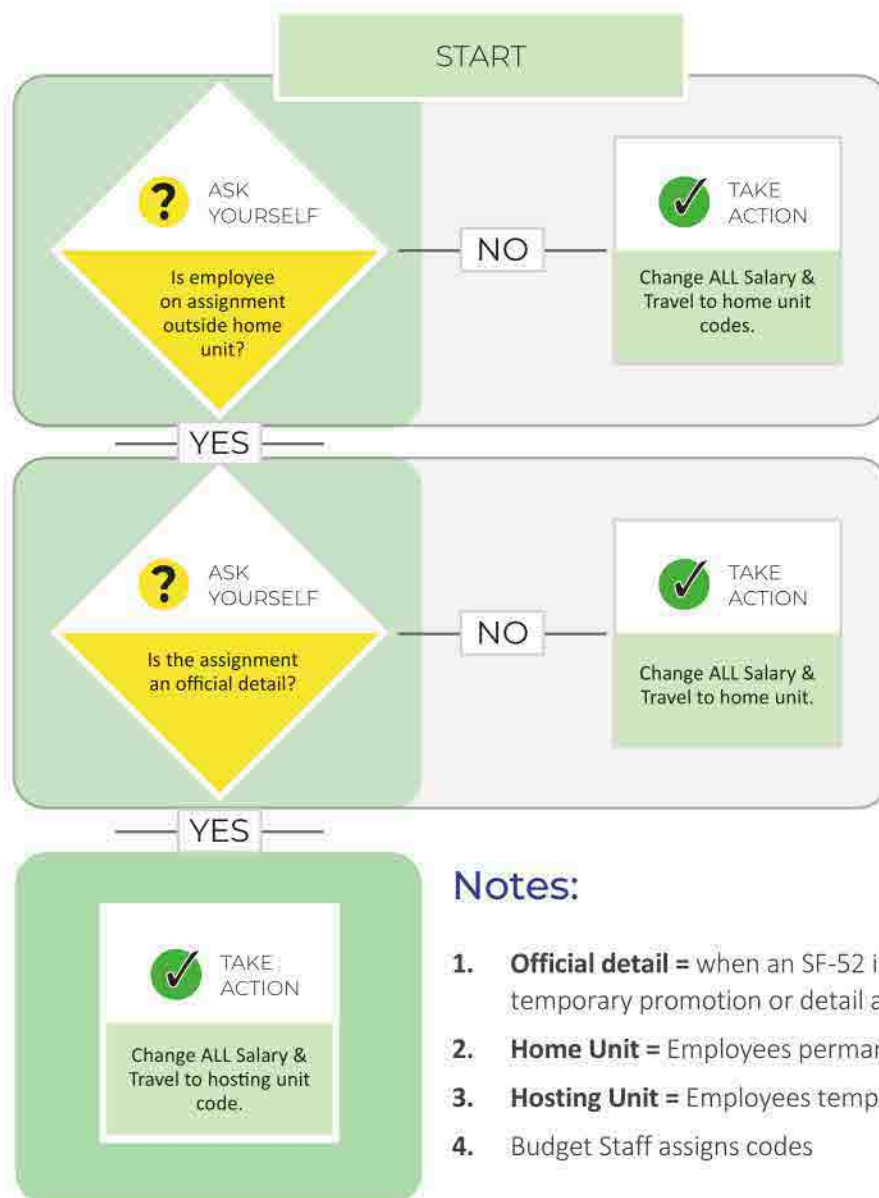 START
?
ASK
YOURSELF
Is employee
on assignment
outside home
unit?
NO
✓
TAKE
ACTION
Change ALL Salary &
Travel to home unit
codes.
YES
?
ASK
YOURSELF
Is the assignment
an official detail?
NO
✓
TAKE
ACTION
Change ALL Salary &
Travel to home unit.
YES
✓
TAKE
ACTION
Change ALL Salary &
Travel to hosting unit
code.
Notes:
1. Official detail = when an SF-52 i
temporary promotion or detail a
2. Home Unit = Employees perma
3. Hosting Unit = Employees temp
4. Budget Staff assigns codes